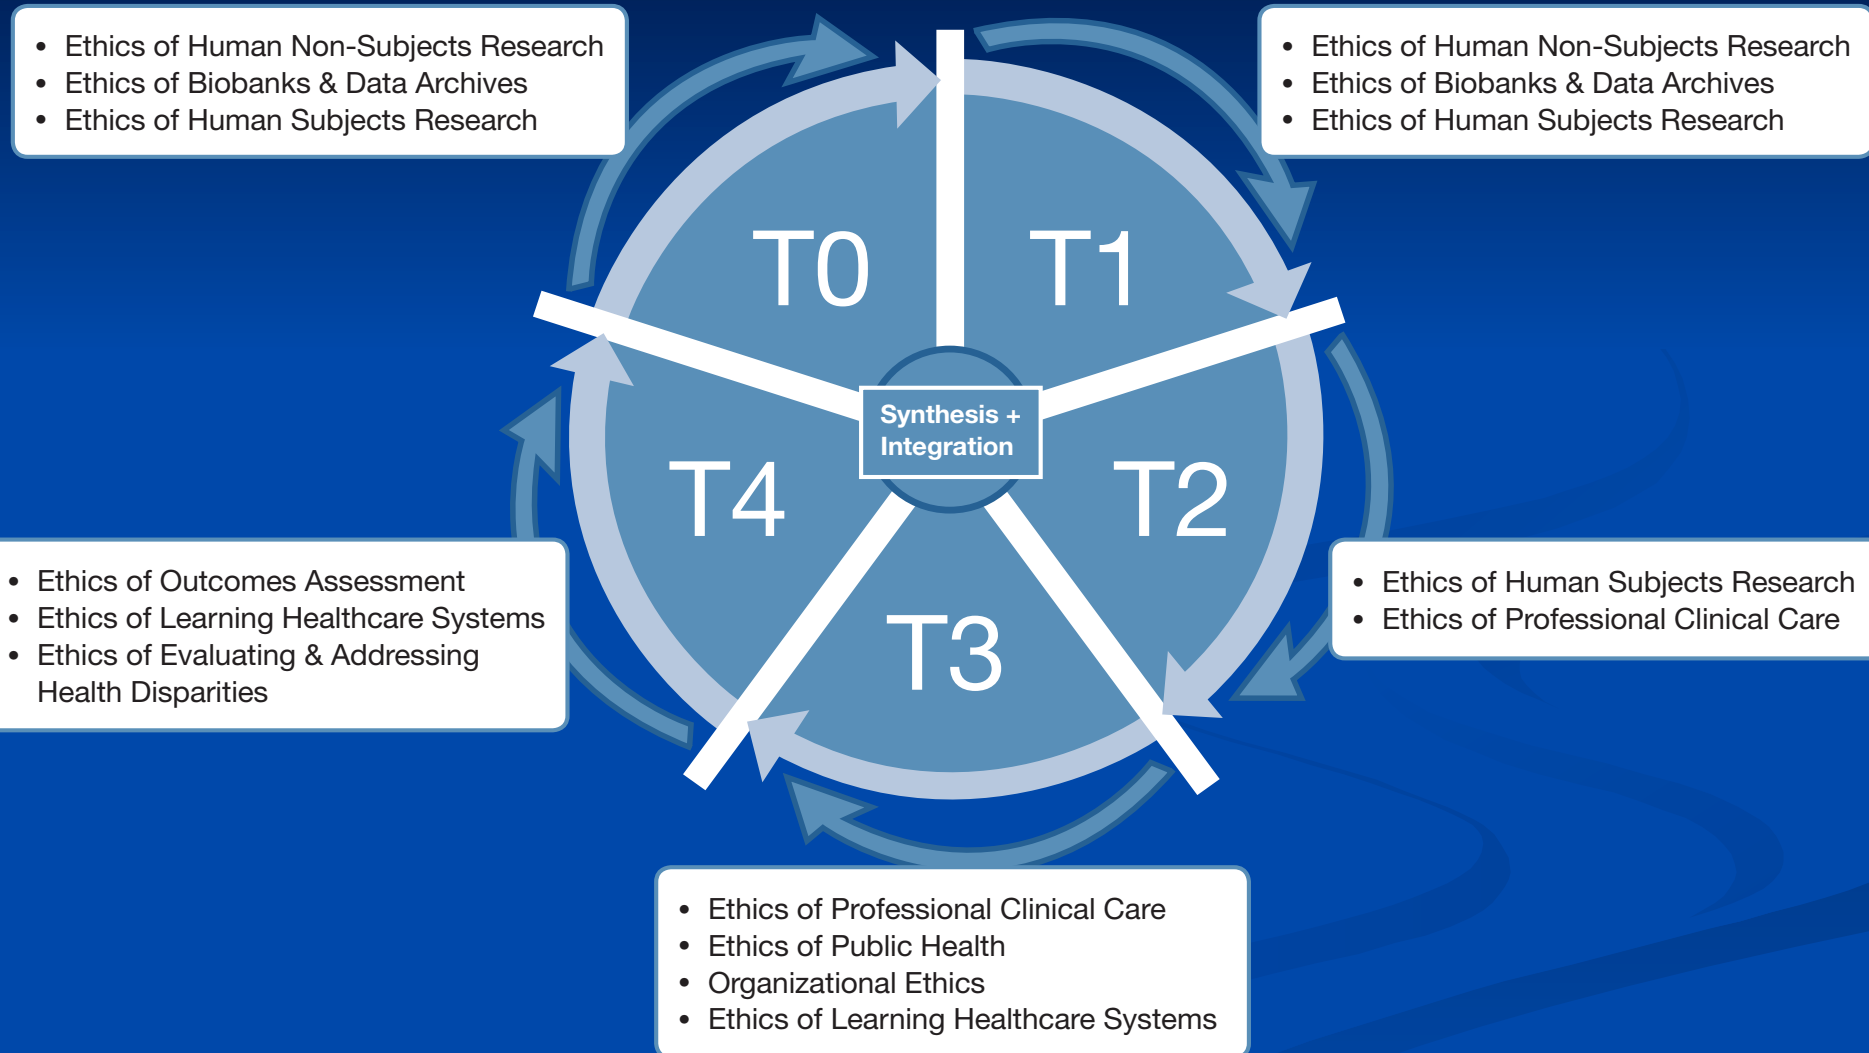 • Ethics of Human Non-Subjects Research
• Ethics of Biobanks & Data Archives
• Ethics of Human Subjects Research
• Ethics of Human Non-Subjects Research
• Ethics of Biobanks & Data Archives
• Ethics of Human Subjects Research
T0
T1
Synthesis +
Integration
T4
T2
T3
• Ethics of Outcomes Assessment
• Ethics of Learning Healthcare Systems
• Ethics of Evaluating & Addressing
Health Disparities
• Ethics of Human Subjects Research
• Ethics of Professional Clinical Care
• Ethics of Professional Clinical Care
• Ethics of Public Health
• Organizational Ethics
• Ethics of Learning Healthcare Systems